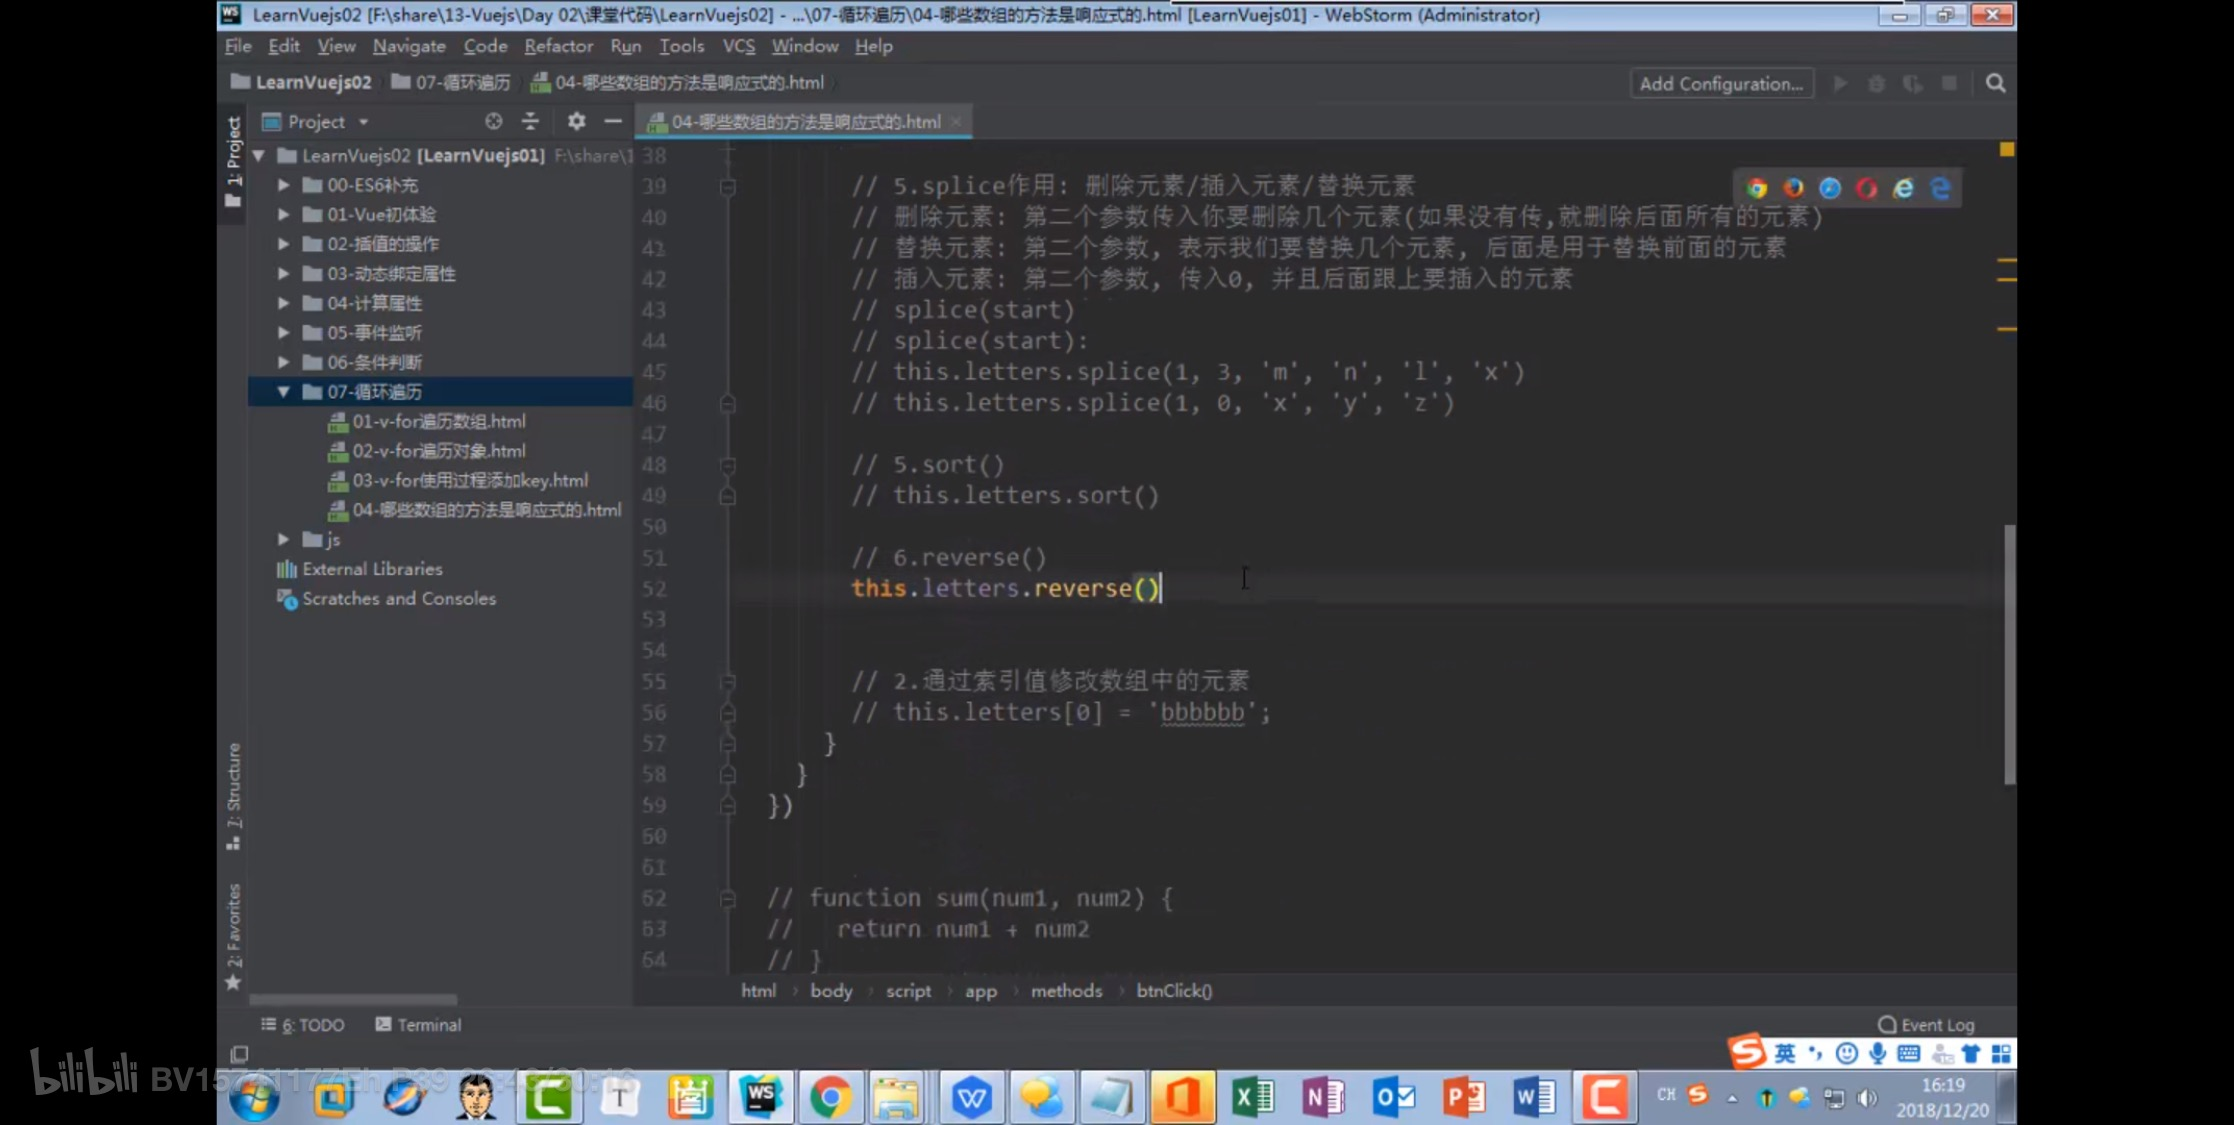 LearnVuejs02 [F:\share\13-Vuejs\Day 02\课堂代码\LearnVuejs02] - ...\07-循环遍历\04-哪些数组的方法是响应式的.html [LearnVuejs01] - WebStorm (Administrator)
File Edit View Navigate Code Refactor Run Tools VCS Window Help
LearnVuejs02 07-循环遍历 04-哪些数组的方法是响应式的.html
Add Configuration...
1: Project
Project
04-哪些数组的方法是响应式的.html
LearnVuejs02 [LearnVuejs01] F:\share\1
00-ES6补充
01-Vue初体验
02-插值的操作
03-动态绑定属性
04-计算属性
05-事件监听
06-条件判断
07-循环遍历
01-v-for遍历数组.html
02-v-for遍历对象.html
03-v-for使用过程添加key.html
04-哪些数组的方法是响应式的.html
js
External Libraries
Scratches and Consoles
7: Structure
2: Favorites
38
39 // 5.splice作用: 删除元素/插入元素/替换元素
40 // 删除元素: 第二个参数传入你要删除几个元素(如果没有传,就删除后面所有的元素)
41 // 替换元素: 第二个参数, 表示我们要替换几个元素, 后面是用于替换前面的元素
42 // 插入元素: 第二个参数, 传入0, 并且后面跟上要插入的元素
43 // splice(start)
44 // splice(start):
45 // this.letters.splice(1, 3, 'm', 'n', 'l', 'x')
46 // this.letters.splice(1, 0, 'x', 'y', 'z')
47
48 // 5.sort()
49 // this.letters.sort()
50
51 // 6.reverse()
52 this.letters.reverse()
53
54
55 // 2.通过索引值修改数组中的元素
56 // this.letters[0] = 'bbbbbb';
57 }
58 }
59 })
60
61
62 // function sum(num1, num2) {
63 //   return num1 + num2
64 // }
html body script app methods btnClick()
6: TODO Terminal
Event Log
英
bilibili
CH
16:19
2018/12/20